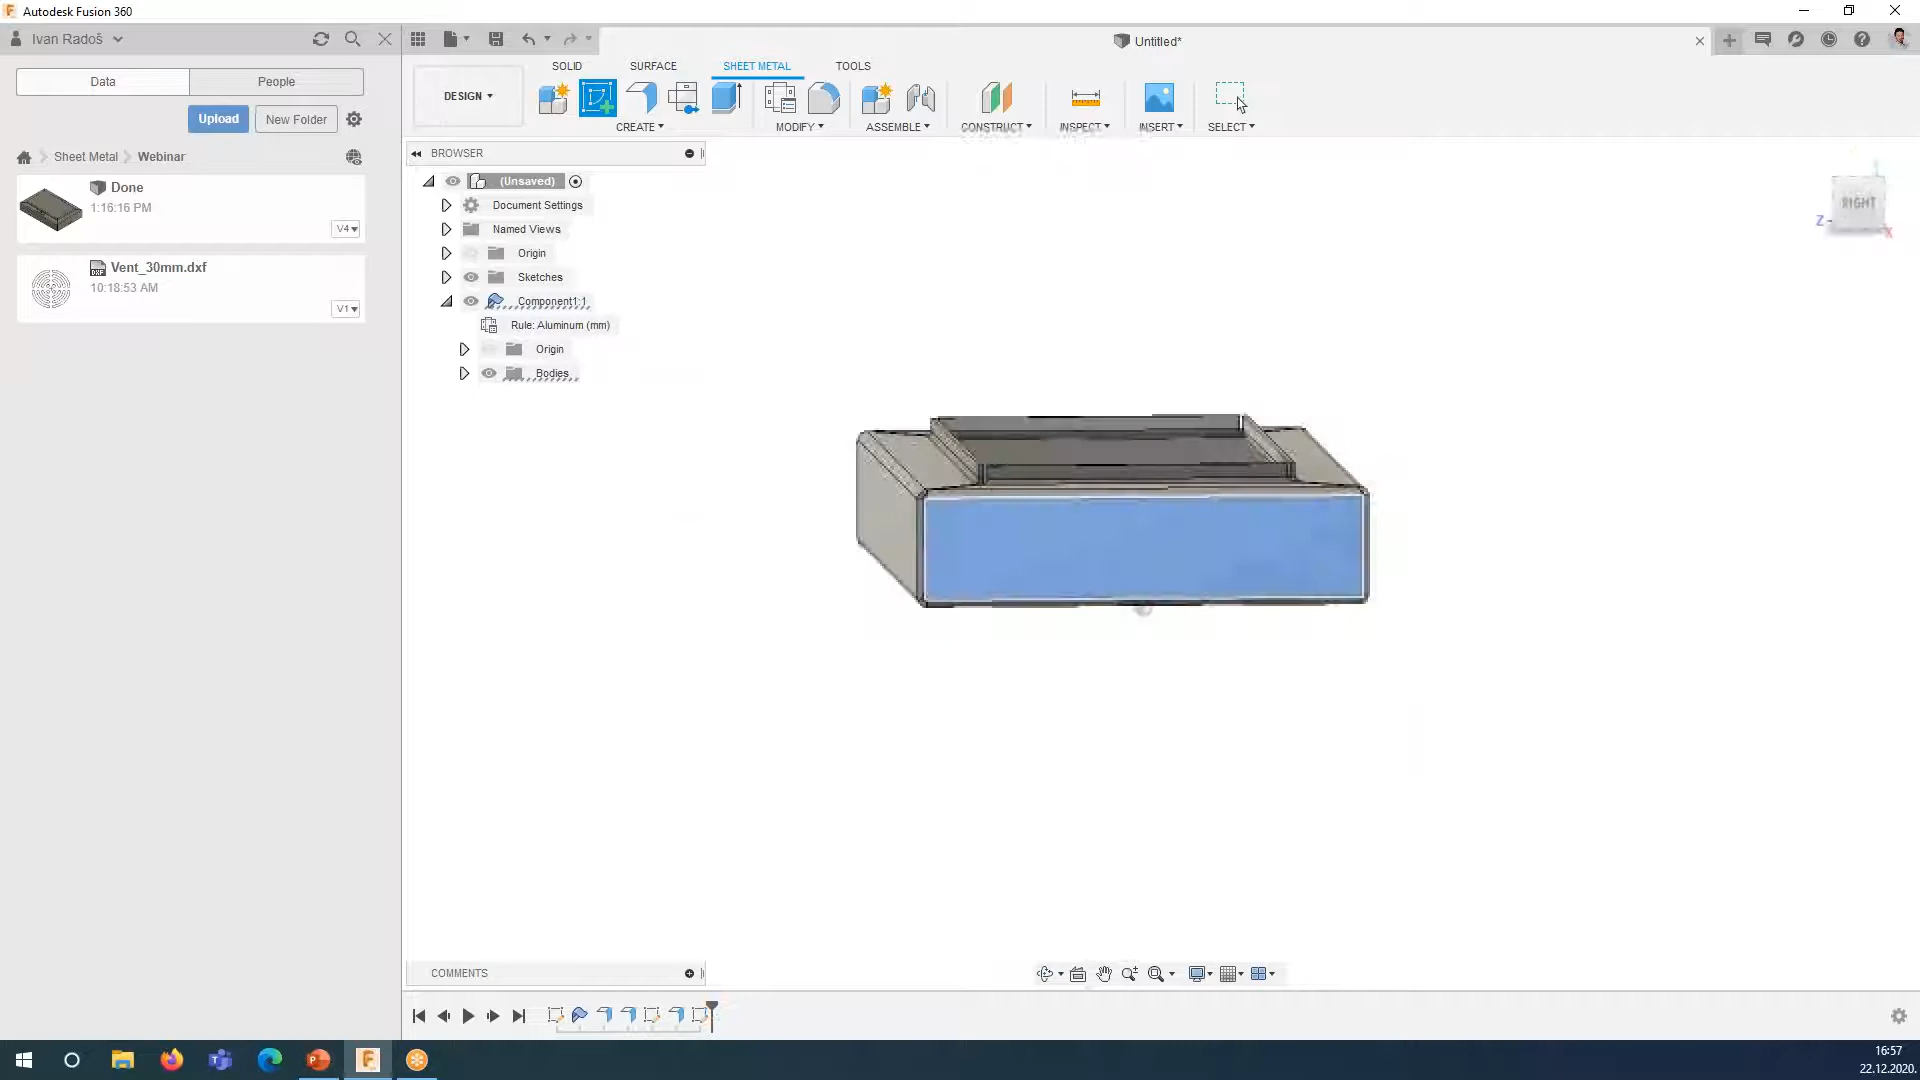 Autodesk Fusion 360
Ivan Radoš
Untitled*
Data
People
Upload
New Folder
Sheet Metal
Webinar
Done
1:16:16 PM
V4
Vent_30mm.dxf
10:18:53 AM
V1
DXF
SOLID
SURFACE
SHEET METAL
TOOLS
DESIGN
CREATE
MODIFY
ASSEMBLE
CONSTRUCT
INSPECT
INSERT
SELECT
BROWSER
(Unsaved)
Document Settings
Named Views
Origin
Sketches
Component1:1
Rule: Aluminum (mm)
Origin
Bodies
RIGHT
Z
X
COMMENTS
16:57
22.12.2020.